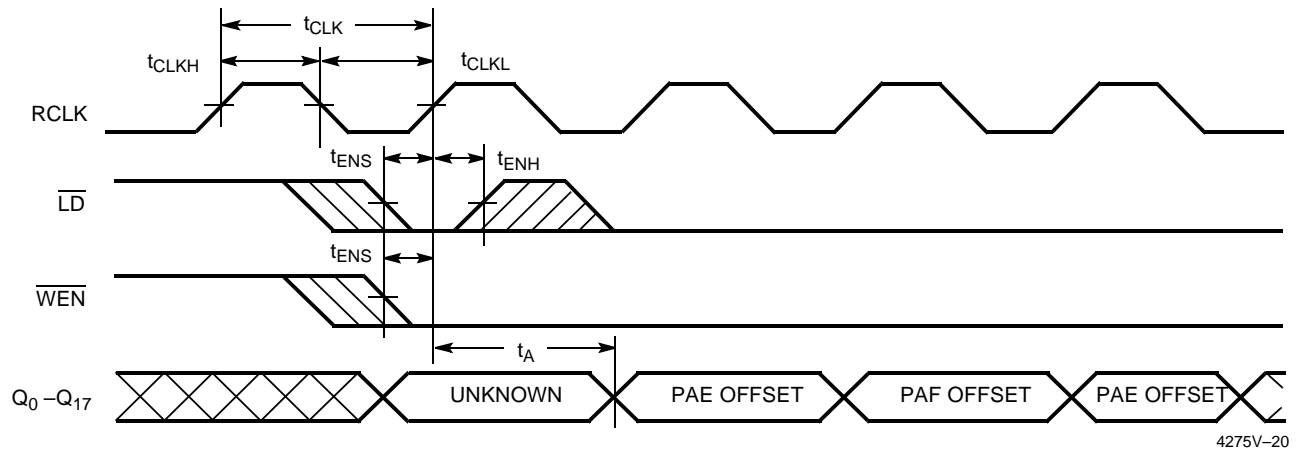 tCLK
tCLKH
tCLKL
RCLK
tENS
tENH
LD
tENS
WEN
tA
Q0 –Q17
UNKNOWN
PAE OFFSET
PAF OFFSET
PAE OFFSET
4275V–20